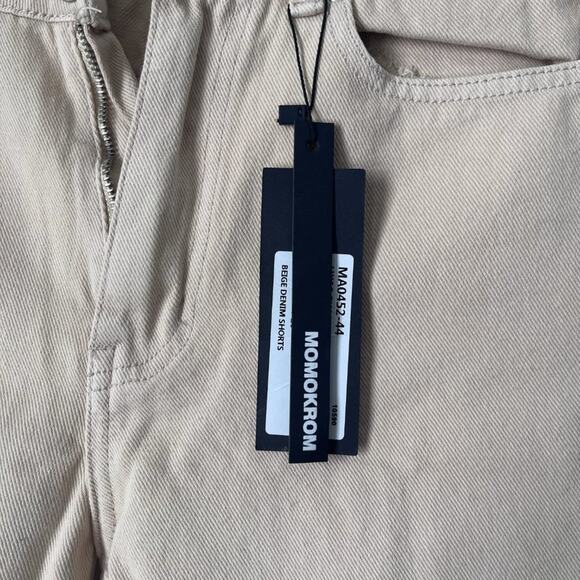 MA0452-44
10590
MOMOKROM
BEIGE DENIM SHORTS